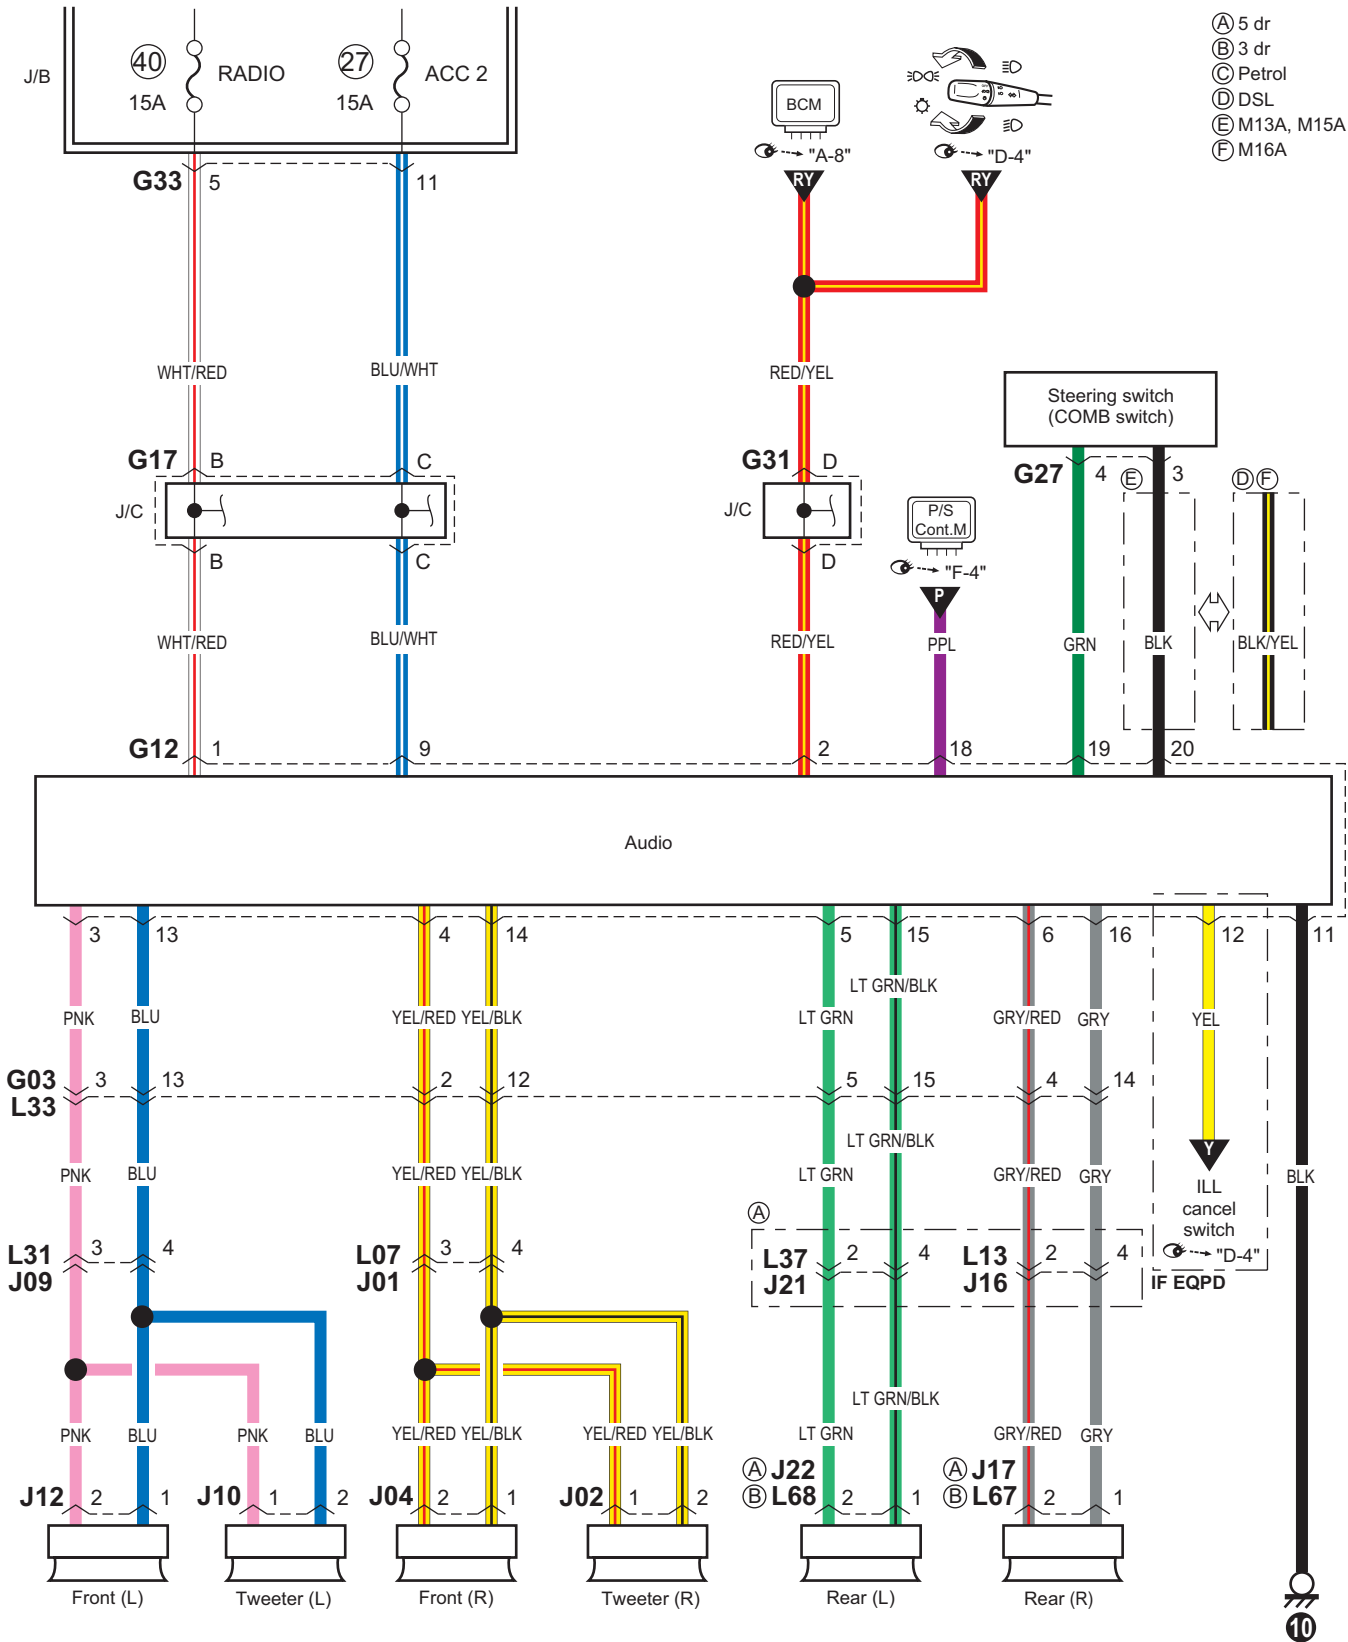 J/B
40
RADIO
15A
27
ACC 2
15A
BCM
"A-8"
RY
"D-4"
RY
A 5 dr
B 3 dr
C Petrol
D DSL
E M13A, M15A
F M16A
G33 5 11
WHT/RED BLU/WHT RED/YEL
Steering switch
(COMB switch)
G17 B C G31 D G27 4 3
E D F
J/C J/C
P/S
Cont.M
B C D
"F-4"
P
WHT/RED BLU/WHT RED/YEL PPL GRN BLK BLK/YEL
G12 1 9 2 18 19 20
Audio
3 13 4 14 5 15 6 16 12 11
LT GRN/BLK
PNK BLU YEL/RED YEL/BLK LT GRN GRY/RED GRY YEL
G03 3 13 2 12 5 15 4 14
L33
LT GRN/BLK
Y
PNK BLU YEL/RED YEL/BLK LT GRN GRY/RED GRY BLK
ILL
cancel
switch
"D-4"
IF EQPD
A
L31 3 4 L07 3 4 L37 2 4 L13 2 4
J09 J01 J21 J16
LT GRN/BLK
PNK BLU PNK BLU YEL/RED YEL/BLK YEL/RED YEL/BLK LT GRN GRY/RED GRY
A J22 A J17
J12 2 1 J10 1 2 J04 2 1 J02 1 2 B L68 2 1 B L67 2 1
Front (L) Tweeter (L) Front (R) Tweeter (R) Rear (L) Rear (R)
10